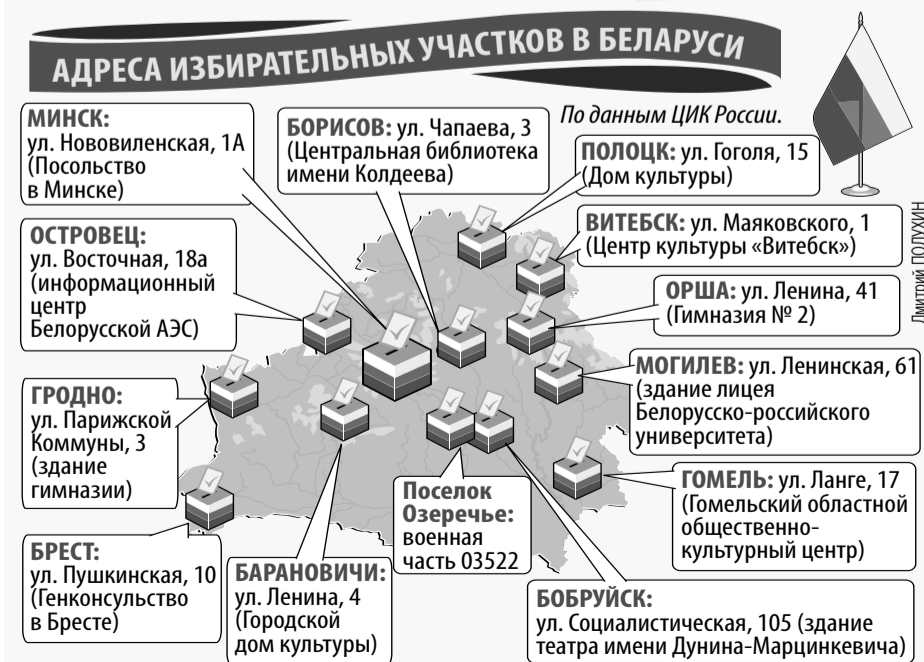 АДРЕСА ИЗБИРАТЕЛЬНЫХ УЧАСТКОВ В БЕЛАРУСИ
По данным ЦИК России.
МИНСК:
ул. Нововиленская, 1А
(Посольство
в Минске)
БОРИСОВ: ул. Чапаева, 3
(Центральная библиотека
имени Колдеева)
ПОЛОЦК: ул. Гоголя, 15
(Дом культуры)
ВИТЕБСК: ул. Маяковского, 1
(Центр культуры «Витебск»)
ОСТРОВЕЦ:
ул. Восточная, 18а
(информационный
центр
Белорусской АЭС)
ОРША: ул. Ленина, 41
(Гимназия № 2)
ГРОДНО:
ул. Парижской
Коммуны, 3
(здание
гимназии)
МОГИЛЕВ: ул. Ленинская, 61
(здание лицея
Белорусско-российского
университета)
ГОМЕЛЬ: ул. Ланге, 17
(Гомельский областной
общественно-
культурный центр)
БРЕСТ:
ул. Пушкинская, 10
(Генконсульство
в Бресте)
БАРАНОВИЧИ:
ул. Ленина, 4
(Городской
дом культуры)
Поселок
Озеречье:
военная
часть 03522
БОБРУЙСК:
ул. Социалистическая, 105 (здание
театра имени Дунина-Марцинкевича)
Дмитрий ПОЛУХИН